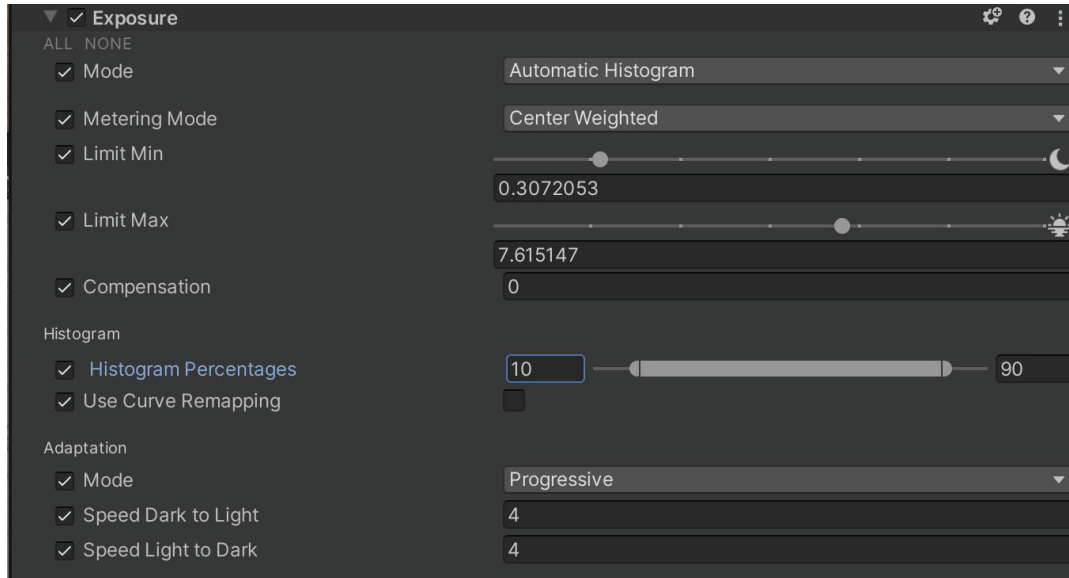 Exposure
ALL NONE
Mode Automatic Histogram
Metering Mode Center Weighted
Limit Min
0.3072053
Limit Max
7.615147
Compensation 0
Histogram
Histogram Percentages 10 90
Use Curve Remapping
Adaptation
Mode Progressive
Speed Dark to Light 4
Speed Light to Dark 4